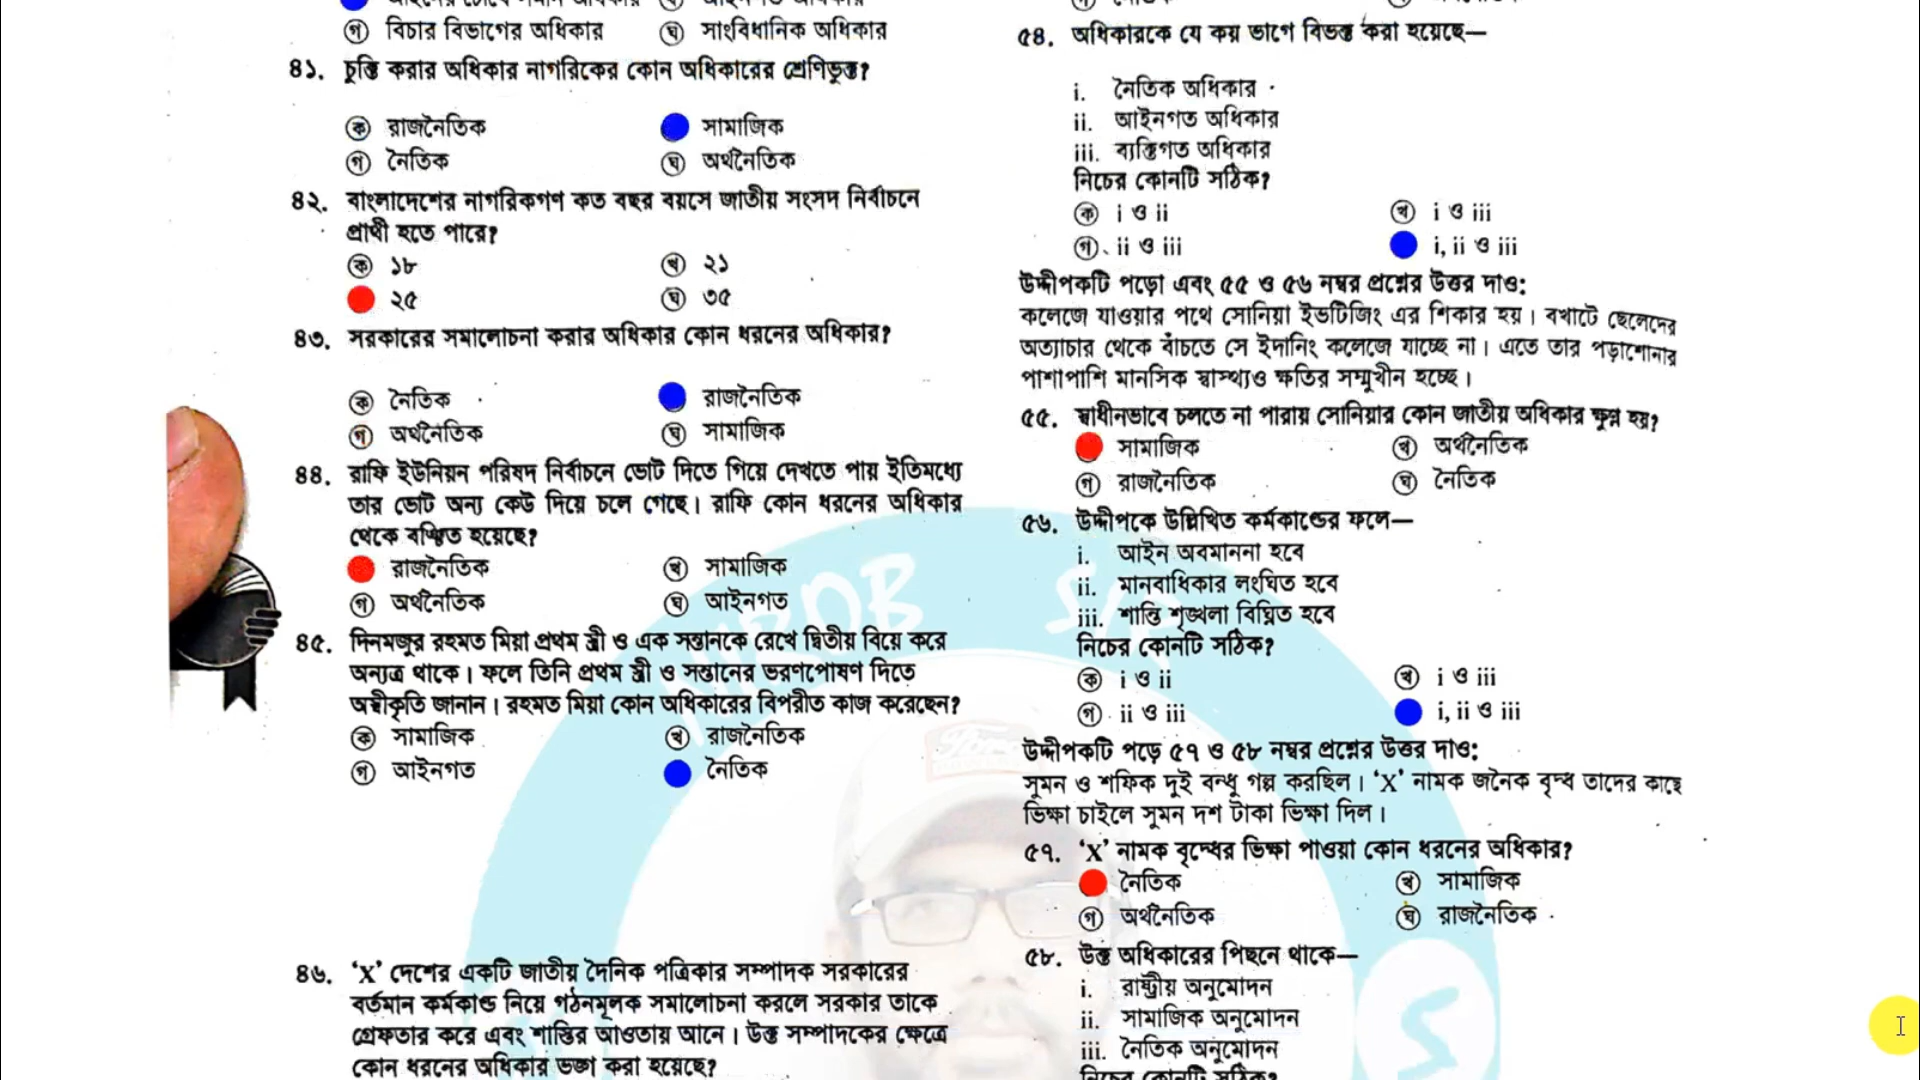 গ বিচার বিভাগের অধিকার ঘ সাংবিধানিক অধিকার
৪১. চুক্তি করার অধিকার নাগরিকের কোন অধিকারের শ্রেণিভুক্ত?
ক রাজনৈতিক সামাজিক
গ নৈতিক ঘ অর্থনৈতিক
৪২. বাংলাদেশের নাগরিকগণ কত বছর বয়সে জাতীয় সংসদ নির্বাচনে
প্রার্থী হতে পারে?
ক ১৮ খ ২১
২৫ ঘ ৩৫
৪৩. সরকারের সমালোচনা করার অধিকার কোন ধরনের অধিকার?
ক নৈতিক রাজনৈতিক
গ অর্থনৈতিক ঘ সামাজিক
৪৪. রাফি ইউনিয়ন পরিষদ নির্বাচনে ভোট দিতে গিয়ে দেখতে পায় ইতিমধ্যে
তার ভোট অন্য কেউ দিয়ে চলে গেছে। রাফি কোন ধরনের অধিকার
থেকে বঞ্চিত হয়েছে?
রাজনৈতিক খ সামাজিক
গ অর্থনৈতিক ঘ আইনগত
৪৫. দিনমজুর রহমত মিয়া প্রথম স্ত্রী ও এক সন্তানকে রেখে দ্বিতীয় বিয়ে করে
অন্যত্র থাকে। ফলে তিনি প্রথম স্ত্রী ও সন্তানের ভরণপোষণ দিতে
অস্বীকৃতি জানান। রহমত মিয়া কোন অধিকারের বিপরীত কাজ করেছেন?
ক সামাজিক খ রাজনৈতিক
গ আইনগত নৈতিক
৪৬. ‘X’ দেশের একটি জাতীয় দৈনিক পত্রিকার সম্পাদক সরকারের
বর্তমান কর্মকাণ্ড নিয়ে গঠনমূলক সমালোচনা করলে সরকার তাকে
গ্রেফতার করে এবং শাস্তির আওতায় আনে। উক্ত সম্পাদকের ক্ষেত্রে
কোন ধরনের অধিকার ভঙ্গ করা হয়েছে?
৫৪. অধিকারকে যে কয় ভাগে বিভক্ত করা হয়েছে—
i. নৈতিক অধিকার
ii. আইনগত অধিকার
iii. ব্যক্তিগত অধিকার
নিচের কোনটি সঠিক?
ক i ও ii খ i ও iii
গ ii ও iii i, ii ও iii
উদ্দীপকটি পড়ো এবং ৫৫ ও ৫৬ নম্বর প্রশ্নের উত্তর দাও:
কলেজে যাওয়ার পথে সোনিয়া ইভটিজিং এর শিকার হয়। বখাটে ছেলেদের
অত্যাচার থেকে বাঁচতে সে ইদানিং কলেজে যাচ্ছে না। এতে তার পড়াশোনার
পাশাপাশি মানসিক স্বাস্থ্যও ক্ষতির সম্মুখীন হচ্ছে।
৫৫. স্বাধীনভাবে চলতে না পারায় সোনিয়ার কোন জাতীয় অধিকার ক্ষুণ্ন হয়?
সামাজিক খ অর্থনৈতিক
গ রাজনৈতিক ঘ নৈতিক
৫৬. উদ্দীপকে উল্লিখিত কর্মকাণ্ডের ফলে—
i. আইন অবমাননা হবে
ii. মানবাধিকার লংঘিত হবে
iii. শান্তি শৃঙ্খলা বিঘ্নিত হবে
নিচের কোনটি সঠিক?
ক i ও ii খ i ও iii
গ ii ও iii i, ii ও iii
উদ্দীপকটি পড়ে ৫৭ ও ৫৮ নম্বর প্রশ্নের উত্তর দাও:
সুমন ও শফিক দুই বন্ধু গল্প করছিল। ‘X’ নামক জনৈক বৃদ্ধ তাদের কাছে
ভিক্ষা চাইলে সুমন দশ টাকা ভিক্ষা দিল।
৫৭. ‘X’ নামক বৃদ্ধের ভিক্ষা পাওয়া কোন ধরনের অধিকার?
নৈতিক খ সামাজিক
গ অর্থনৈতিক ঘ রাজনৈতিক
৫৮. উক্ত অধিকারের পিছনে থাকে—
i. রাষ্ট্রীয় অনুমোদন
ii. সামাজিক অনুমোদন
iii. নৈতিক অনুমোদন
নিচের কোনটি সঠিক?